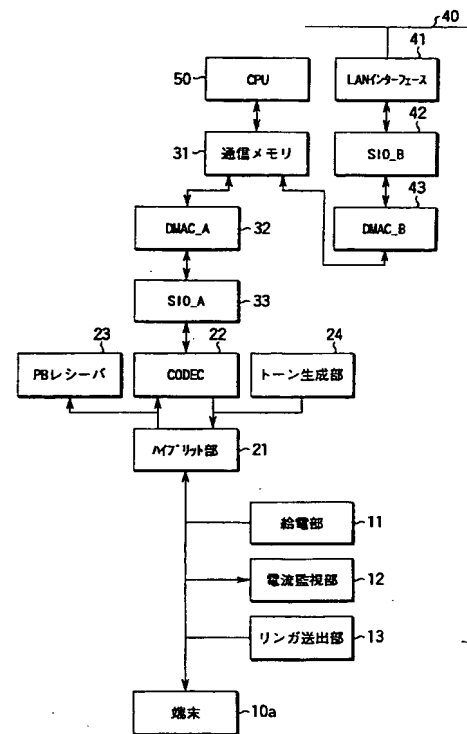 40
41
50
CPU
LANインターフェース
42
31
通信メモリ
SIO_B
43
DMAC_A
32
DMAC_B
SIO_A
33
23
22
24
PBレシーバ
CODEC
トーン生成部
ハイブリット部
21
給電部
11
電流監視部
12
リンガ送出部
13
端末
10a